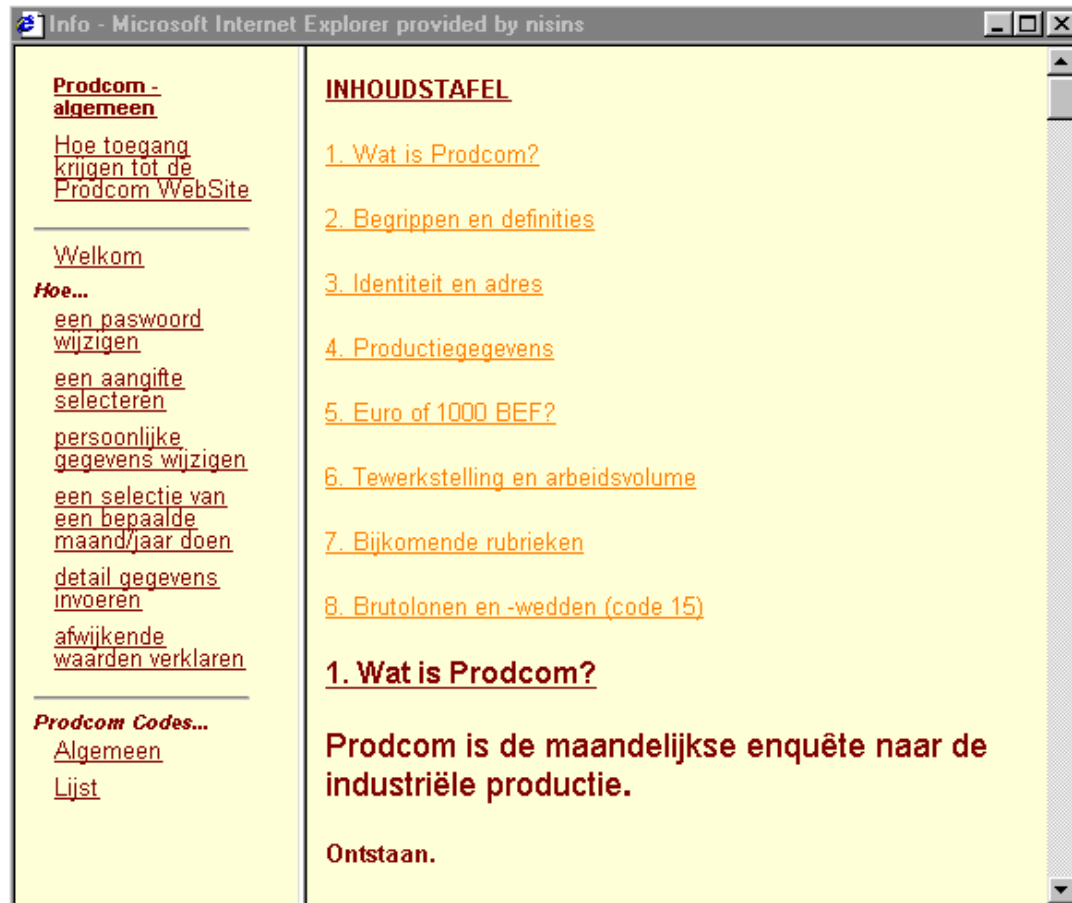 Info - Microsoft Internet Explorer provided by nisins
Prodcom -
algemeen
Hoe toegang
krijgen tot de
Prodcom WebSite
Welkom
Hoe...
een paswoord
wijzigen
een aangifte
selecteren
persoonlijke
gegevens wijzigen
een selectie van
een bepaalde
maand/jaar doen
detail gegevens
invoeren
afwijkende
waarden verklaren
Prodcom Codes...
Algemeen
Lijst
INHOUDSTAFEL
1. Wat is Prodcom?
2. Begrippen en definities
3. Identiteit en adres
4. Productiegegevens
5. Euro of 1000 BEF?
6. Tewerkstelling en arbeidsvolume
7. Bijkomende rubrieken
8. Brutolonen en -wedden (code 15)
1. Wat is Prodcom?
Prodcom is de maandelijkse enquête naar de
industriële productie.
Ontstaan.